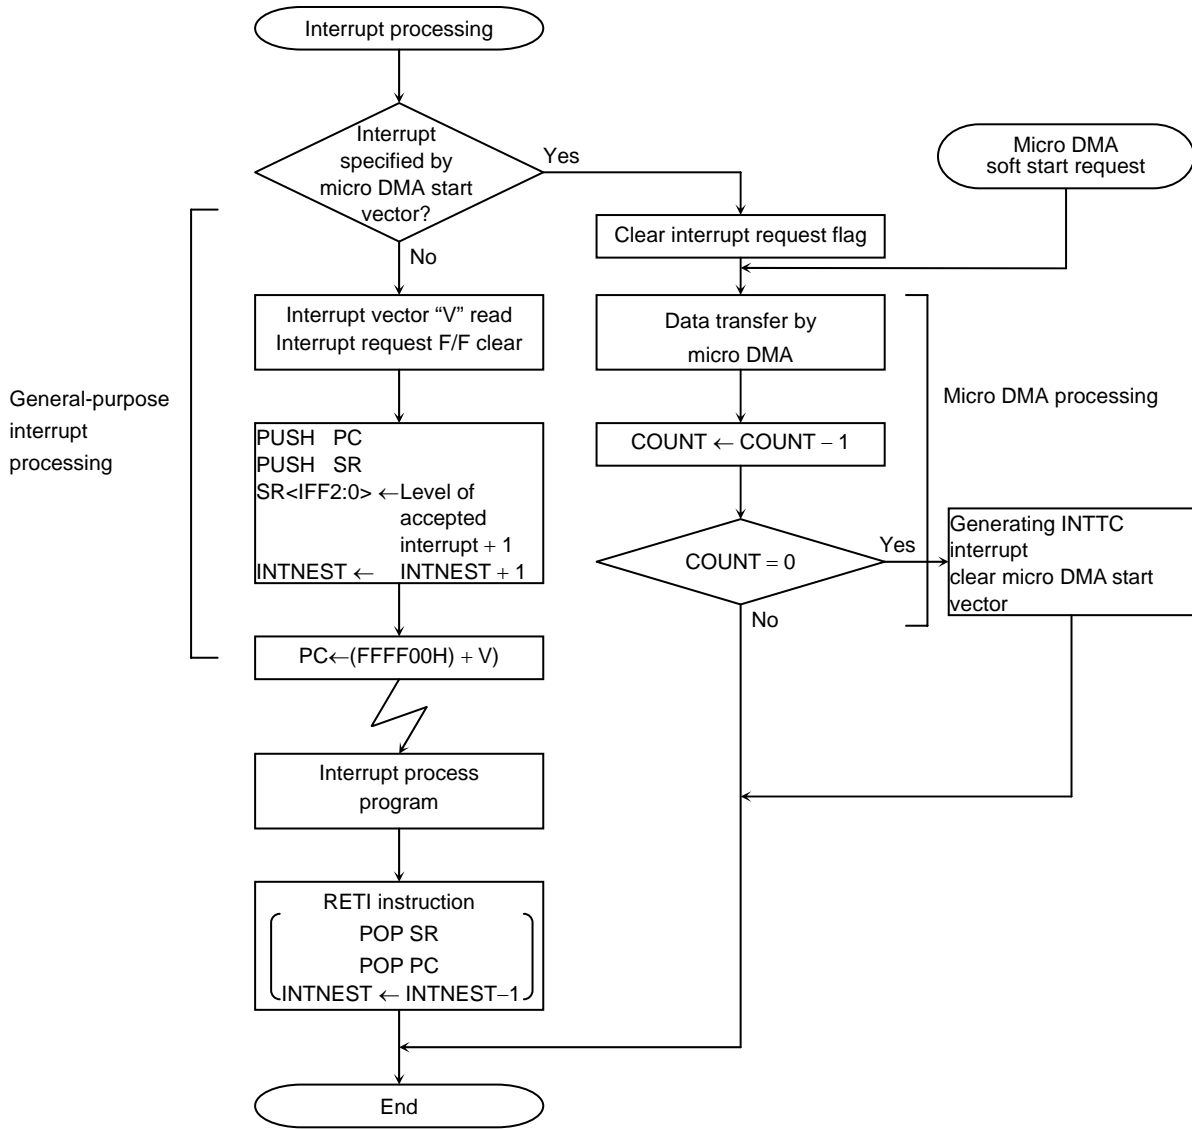 Interrupt processing
Interrupt
specified by
micro DMA start
vector?
Yes
No
Micro DMA
soft start request
Clear interrupt request flag
Interrupt vector “V” read
Interrupt request F/F clear
Data transfer by
micro DMA
General-purpose
interrupt
processing
Micro DMA processing
PUSH PC
PUSH SR
SR<IFF2:0> ←Level of
accepted
interrupt + 1
INTNEST ← INTNEST + 1
COUNT ← COUNT − 1
COUNT = 0
Yes
No
Generating INTTC
interrupt
clear micro DMA start
vector
PC←(FFFF00H) + V)
Interrupt process
program
RETI instruction
POP SR
POP PC
INTNEST ← INTNEST−1
End